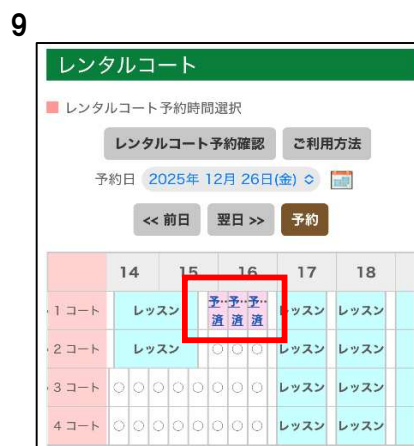 9
レンタルコート
レンタルコート予約時間選択
レンタルコート予約確認 ご利用方法
予約日 2025年 12月 26日(金)
<< 前日 翌日 >> 予約
14 15 16 17 18
1コート レッスン 予…済 予…済 予…済 レッスン レッスン
2コート レッスン ○ ○ ○ レッスン レッスン
3コート ○ ○ ○ ○ ○ ○ ○ ○ レッスン レッスン
4コート ○ ○ ○ ○ ○ ○ ○ ○ レッスン レッスン